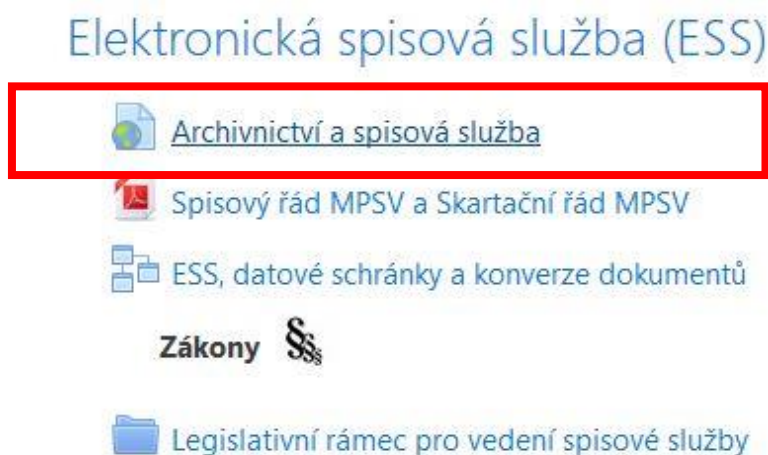 Elektronická spisová služba (ESS)
Archivnictví a spisová služba
Spisový řád MPSV a Skartační řád MPSV
ESS, datové schránky a konverze dokumentů
Zákony §§§
Legislativní rámec pro vedení spisové služby